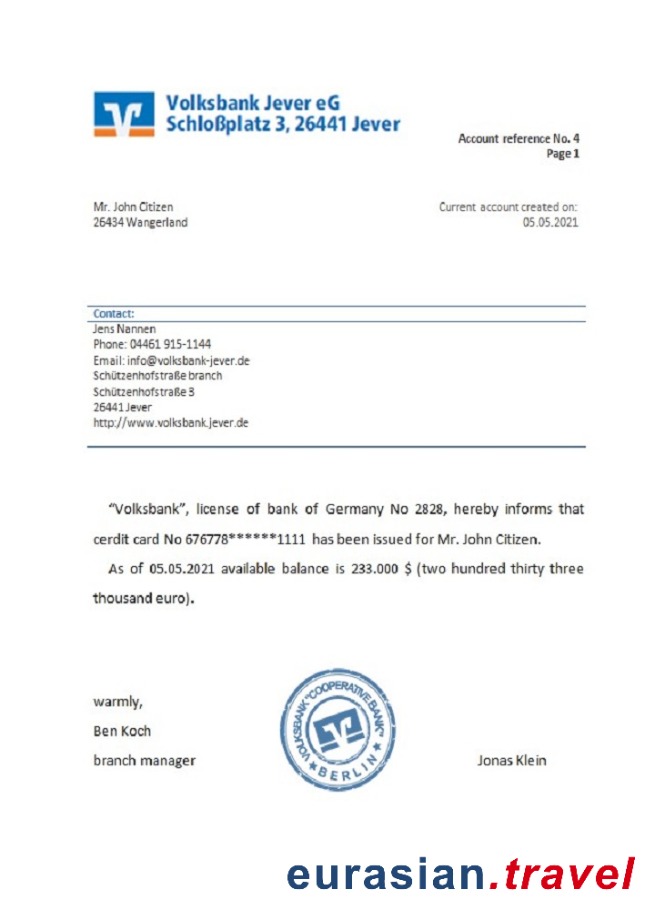 Volksbank Jever eG
Schloßplatz 3, 26441 Jever
Account reference No. 4
Page 1
Mr. John Citizen
26434 Wangerland
Current account created on:
05.05.2021
Contact:
Jens Nannen
Phone: 04461 915-1144
Email: info@volksbank-jever.de
Schützenhofstraße branch
Schützenhofstraße 3
26441 Jever
http://www.volksbank.jever.de
“Volksbank”, license of bank of Germany No 2828, hereby informs that
cerdit card No 676778******1111 has been issued for Mr. John Citizen.
As of 05.05.2021 available balance is 233.000 $ (two hundred thirty three
thousand euro).
warmly,
Ben Koch
branch manager
VOLKSBANK "COOPERATIVE BANK"
BERLIN
Jonas Klein
eurasian.travel